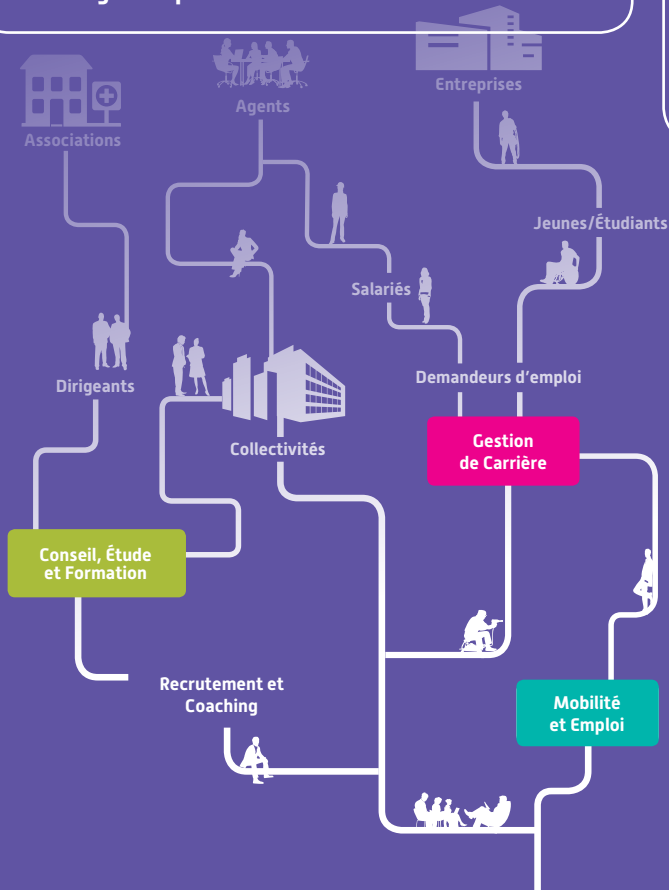 Entreprises
Agents
Associations
Jeunes/Étudiants
Salariés
Demandeurs d’emploi
Dirigeants
Collectivités
Gestion
de Carrière
Conseil, Étude
et Formation
Recrutement et
Coaching
Mobilité
et Emploi